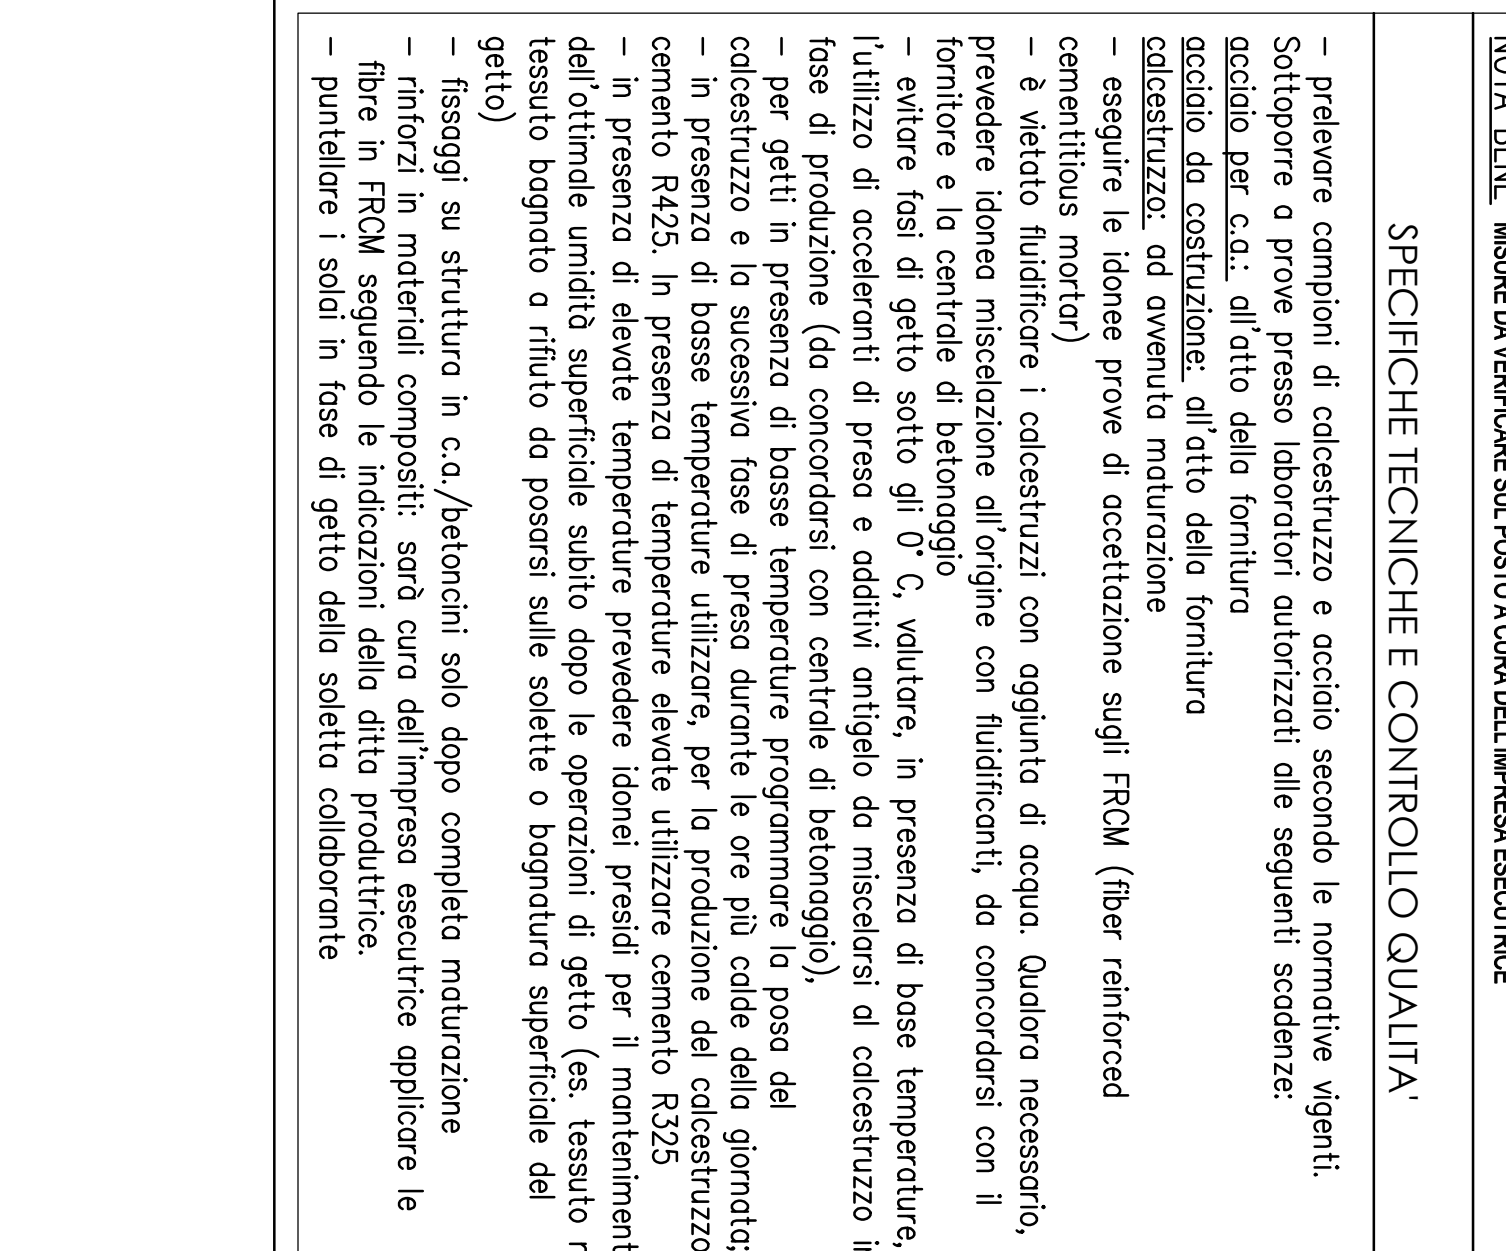 NOTA BENE MISURE DA VERIFICARE SUL POSTO A CURA DELL'IMPRESA ESECUTRICE
SPECIFICHE TECNICHE E CONTROLLO QUALITA'
– prelevare campioni di calcestruzzo e acciaio secondo le normative vigenti.
Sottoporre a prove presso laboratori autorizzati alle seguenti scadenze:
acciaio per c.a.: all'atto della fornitura
acciaio da costruzione: all'atto della fornitura
calcestruzzo: ad avvenuta maturazione
– eseguire le idonee prove di accettazione sugli FRCM (fiber reinforced
cementitious mortar)
– è vietato fluidificare i calcestruzzi con aggiunta di acqua. Qualora necessario,
prevedere idonea miscelazione all'origine con fluidificanti, da concordarsi con il
fornitore e la centrale di betonaggio
– evitare fasi di getto sotto gli 0° C, valutare, in presenza di base temperature,
l'utilizzo di acceleranti di presa e additivi antigelo da miscelarsi al calcestruzzo in
fase di produzione (da concordarsi con centrale di betonaggio),
– per getti in presenza di basse temperature programmare la posa del
calcestruzzo e la sucessiva fase di presa durante le ore più calde della giornata;
– in presenza di basse temperature utilizzare, per la produzione del calcestruzzo
cemento R425. In presenza di temperature elevate utilizzare cemento R325
– in presenza di elevate temperature prevedere idonei presidi per il manteniment
dell'ottimale umidità superficiale subito dopo le operazioni di getto (es. tessuto
tessuto bagnato a rifiuto da posarsi sulle solette o bagnatura superficiale del
getto)
– fissaggi su struttura in c.a./betoncini solo dopo completa maturazione
– rinforzi in materiali compositi: sarà cura dell'impresa esecutrice applicare le
fibre in FRCM seguendo le indicazioni della ditta produttrice.
– puntellare i solai in fase di getto della soletta collaborante